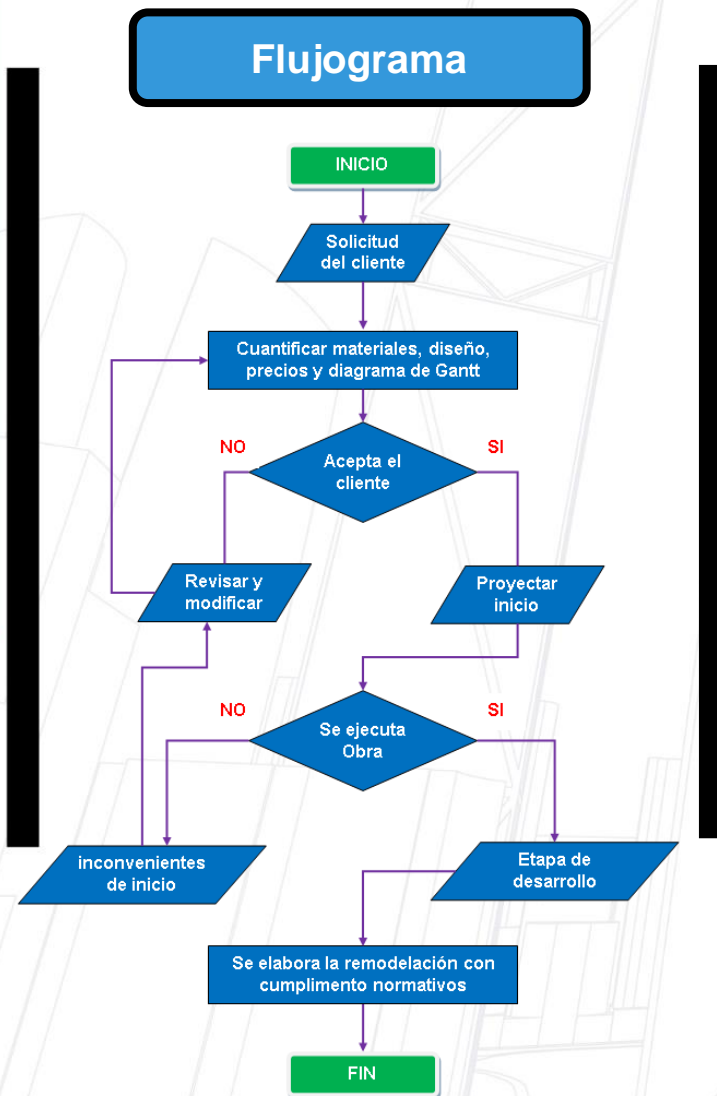 Flujograma
INICIO
Solicitud
del cliente
Cuantificar materiales, diseño,
precios y diagrama de Gantt
NO
SI
Acepta el
cliente
Revisar y
modificar
Proyectar
inicio
NO
SI
Se ejecuta
Obra
inconvenientes
de inicio
Etapa de
desarrollo
Se elabora la remodelación con
cumplimento normativos
FIN